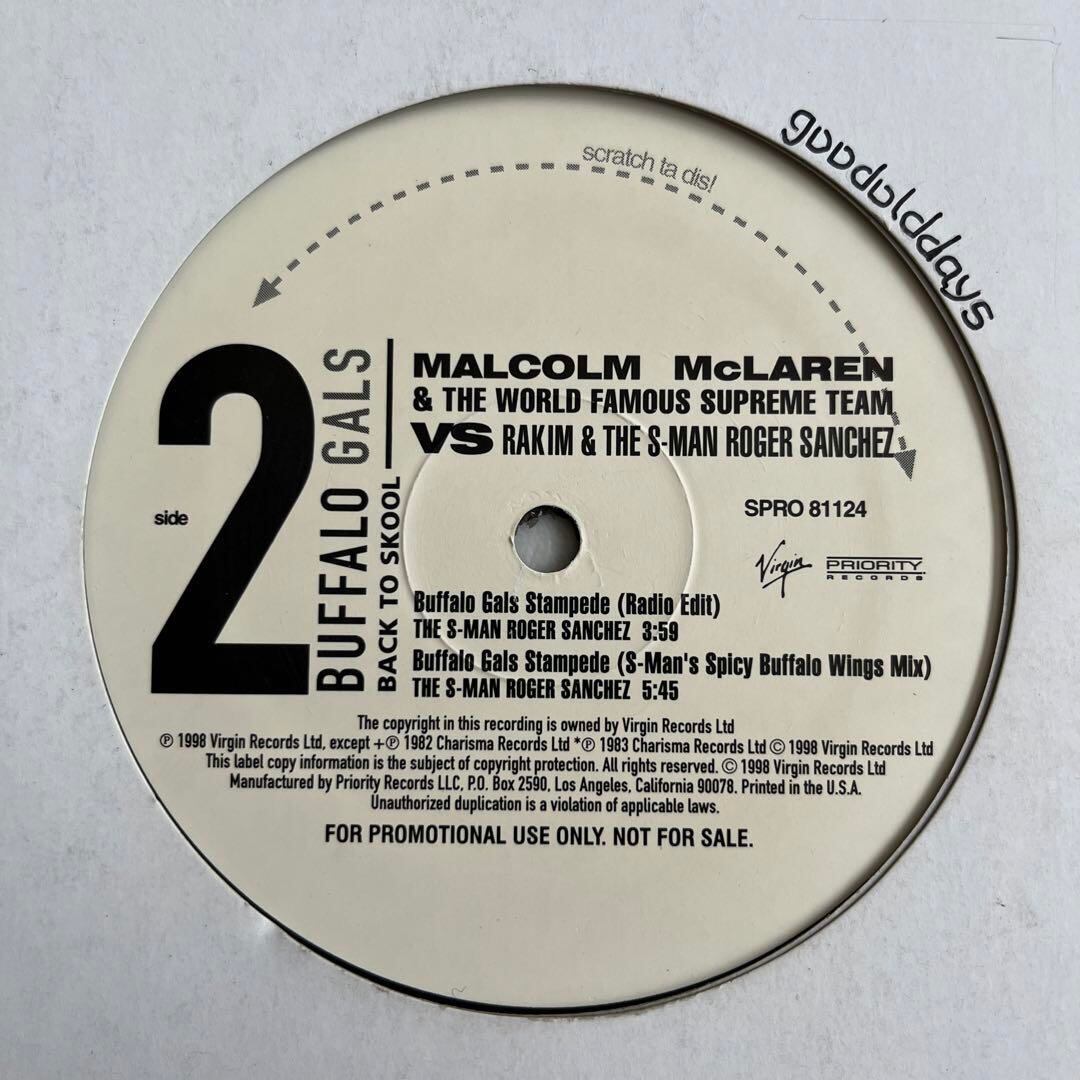 gooodolddays
scratch ta dis!
side
2
BUFFALO GALS
BACK TO SKOOL
MALCOLM McLAREN
& THE WORLD FAMOUS SUPREME TEAM
VS RAKIM & THE S-MAN ROGER SANCHEZ
SPRO 81124
Virgin
PRIORITY
RECORDS
Buffalo Gals Stampede (Radio Edit)
THE S-MAN ROGER SANCHEZ 3:59
Buffalo Gals Stampede (S-Man's Spicy Buffalo Wings Mix)
THE S-MAN ROGER SANCHEZ 5:45
The copyright in this recording is owned by Virgin Records Ltd
℗ 1998 Virgin Records Ltd, except +℗ 1982 Charisma Records Ltd *℗ 1983 Charisma Records Ltd © 1998 Virgin Records Ltd
This label copy information is the subject of copyright protection. All rights reserved. © 1998 Virgin Records Ltd
Manufactured by Priority Records LLC, P.O. Box 2590, Los Angeles, California 90078. Printed in the U.S.A.
Unauthorized duplication is a violation of applicable laws.
FOR PROMOTIONAL USE ONLY. NOT FOR SALE.